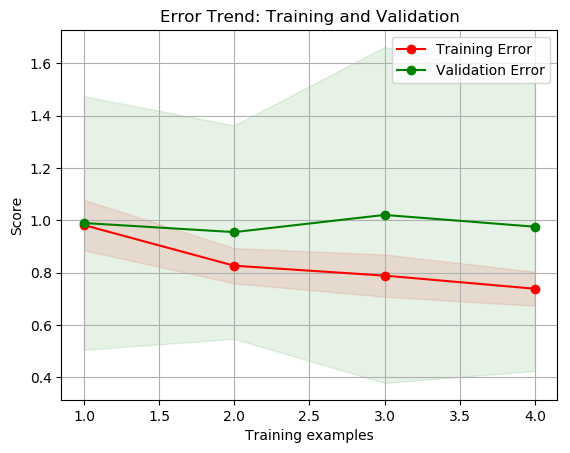 Error Trend: Training and Validation
Training Error
Validation Error
Score
1.6
1.4
1.2
1.0
0.8
0.6
0.4
1.0 1.5 2.0 2.5 3.0 3.5 4.0
Training examples